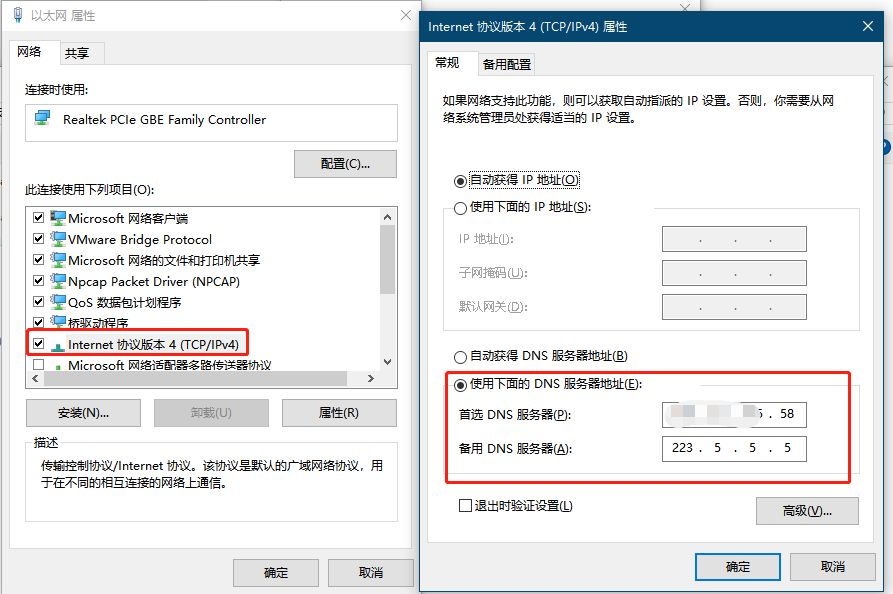 以太网 属性
网络
共享
连接时使用:
Realtek PCIe GBE Family Controller
配置(C)...
此连接使用下列项目(O):
Microsoft 网络客户端
VMware Bridge Protocol
Microsoft 网络的文件和打印机共享
Npcap Packet Driver (NPCAP)
QoS 数据包计划程序
桥驱动程序
Internet 协议版本 4 (TCP/IPv4)
Microsoft 网络适配器多路传送器协议
安装(N)...
卸载(U)
属性(R)
描述
传输控制协议/Internet 协议。该协议是默认的广域网络协议，用
于在不同的相互连接的网络上通信。
确定
取消
Internet 协议版本 4 (TCP/IPv4) 属性
常规
备用配置
如果网络支持此功能，则可以获取自动指派的 IP 设置。否则，你需要从网
络系统管理员处获得适当的 IP 设置。
自动获得 IP 地址(O)
使用下面的 IP 地址(S):
IP 地址(I):
. . .
子网掩码(U):
. . .
默认网关(D):
. . .
自动获得 DNS 服务器地址(B)
使用下面的 DNS 服务器地址(E):
首选 DNS 服务器(P):
. 58
备用 DNS 服务器(A):
223 . 5 . 5 . 5
退出时验证设置(L)
高级(V)...
确定
取消